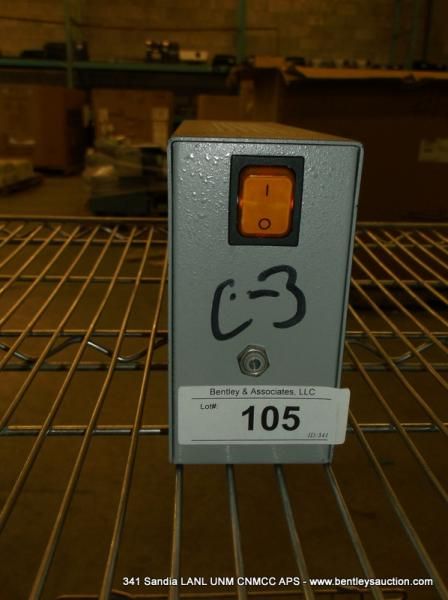 I
O
C-3
Bentley & Associates, LLC
Lot#: 105
ID:341
341 Sandia LANL UNM CNMCC APS - www.bentleysauction.com